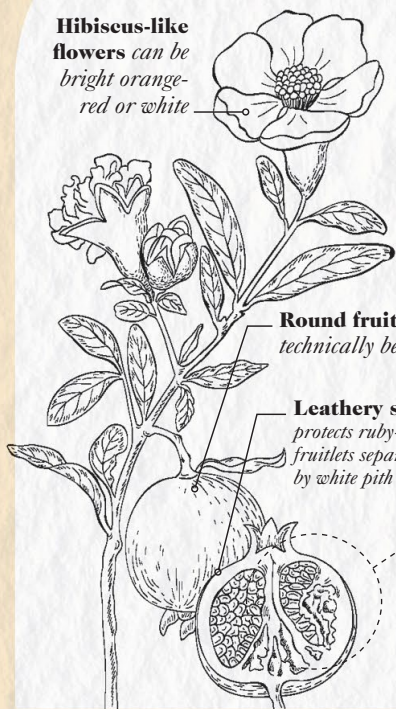 Hibiscus-like
flowers can be
bright orange-
red or white
Round fruit
technically be
Leathery s
protects ruby-
fruitlets separ
by white pith